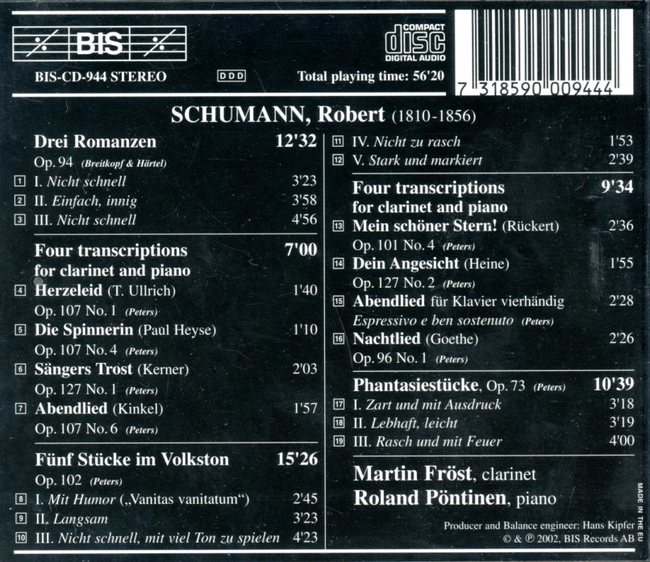 BIS
COMPACT
disc
DIGITAL AUDIO
BIS-CD-944 STEREO
D D D
Total playing time: 56'20
7 318590 009444
SCHUMANN, Robert (1810-1856)
Drei Romanzen 12'32
Op. 94 (Breitkopf & Härtel)
1 I. Nicht schnell 3'23
2 II. Einfach, innig 3'58
3 III. Nicht schnell 4'56
Four transcriptions 7'00
for clarinet and piano
4 Herzeleid (T. Ullrich) 1'40
Op. 107 No. 1 (Peters)
5 Die Spinnerin (Paul Heyse) 1'10
Op. 107 No. 4 (Peters)
6 Sängers Trost (Kerner) 2'03
Op. 127 No. 1 (Peters)
7 Abendlied (Kinkel) 1'57
Op. 107 No. 6 (Peters)
Fünf Stücke im Volkston 15'26
Op. 102 (Peters)
8 I. Mit Humor („Vanitas vanitatum") 2'45
9 II. Langsam 3'23
10 III. Nicht schnell, mit viel Ton zu spielen 4'23
11 IV. Nicht zu rasch 1'53
12 V. Stark und markiert 2'39
Four transcriptions 9'34
for clarinet and piano
13 Mein schöner Stern! (Rückert) 2'36
Op. 101 No. 4 (Peters)
14 Dein Angesicht (Heine) 1'55
Op. 127 No. 2 (Peters)
15 Abendlied für Klavier vierhändig 2'28
Espressivo e ben sostenuto (Peters)
16 Nachtlied (Goethe) 2'26
Op. 96 No. 1 (Peters)
Phantasiestücke, Op. 73 (Peters) 10'39
17 I. Zart und mit Ausdruck 3'18
18 II. Lebhaft, leicht 3'19
19 III. Rasch und mit Feuer 4'00
Martin Fröst, clarinet
Roland Pöntinen, piano
Producer and Balance engineer: Hans Kipfer
© & ℗ 2002, BIS Records AB
MADE IN THE EU